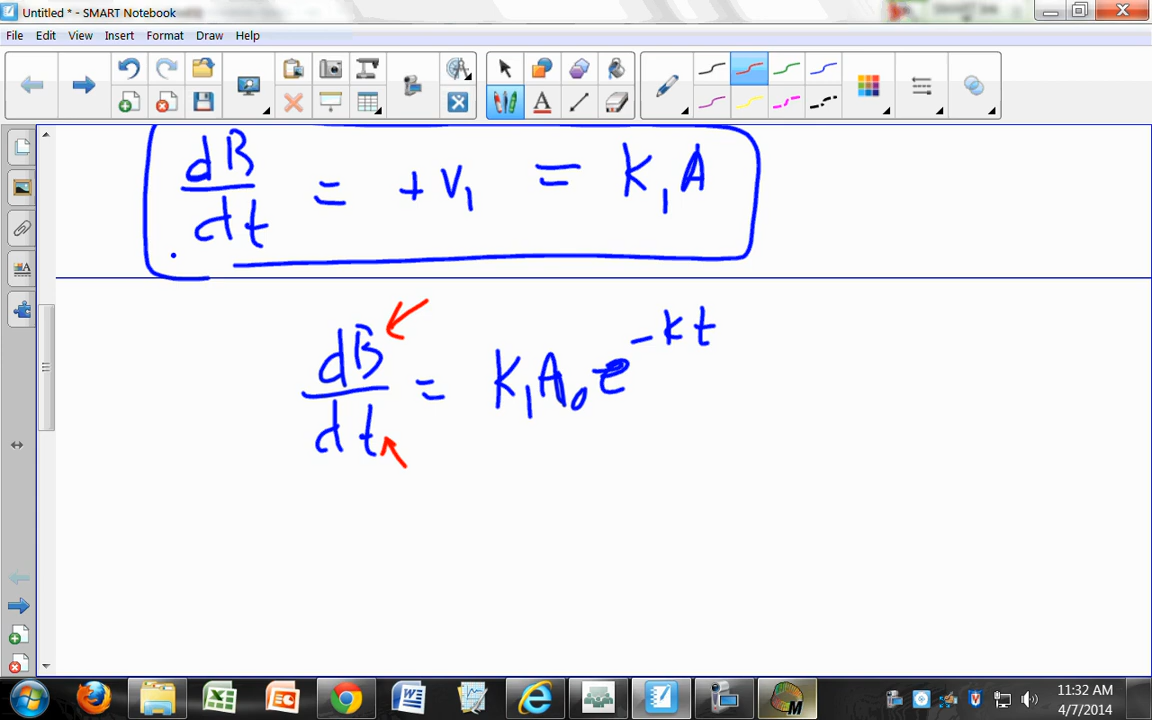 Untitled * - SMART Notebook
File Edit View Insert Format Draw Help
dB/dt = +V₁ = K₁A
dB/dt = K₁A₀e^-kt
11:32 AM
4/7/2014